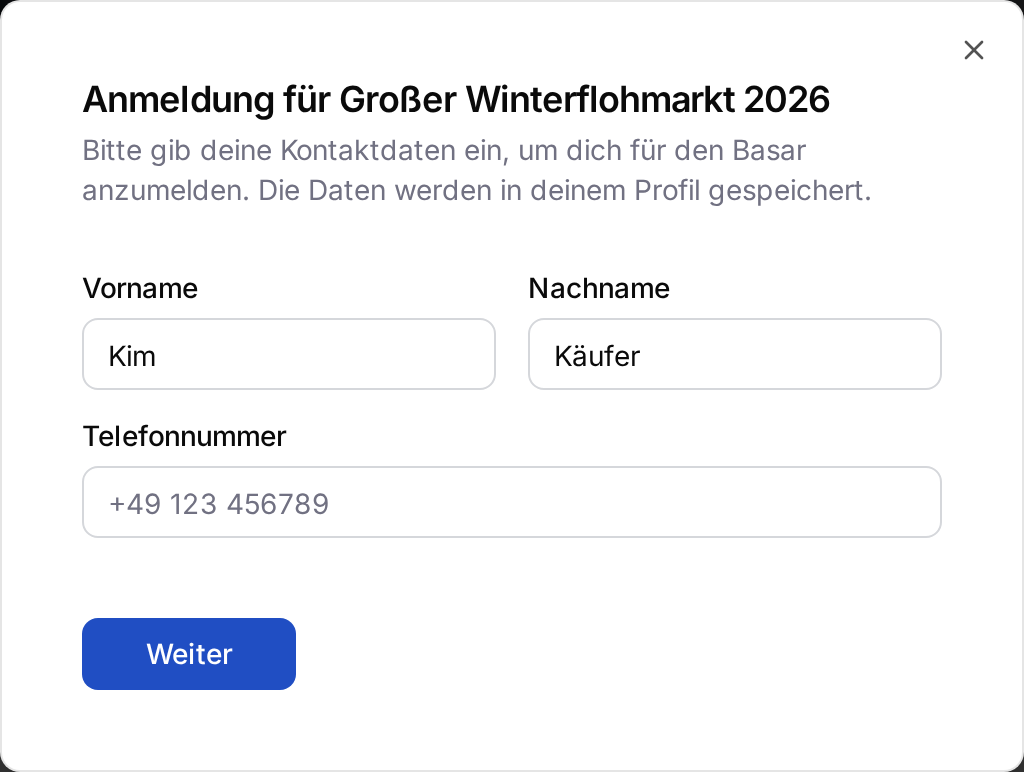 Anmeldung für Großer Winterflohmarkt 2026
Bitte gib deine Kontaktdaten ein, um dich für den Basar
anzumelden. Die Daten werden in deinem Profil gespeichert.
Vorname
Nachname
Kim
Käufer
Telefonnummer
+49 123 456789
Weiter